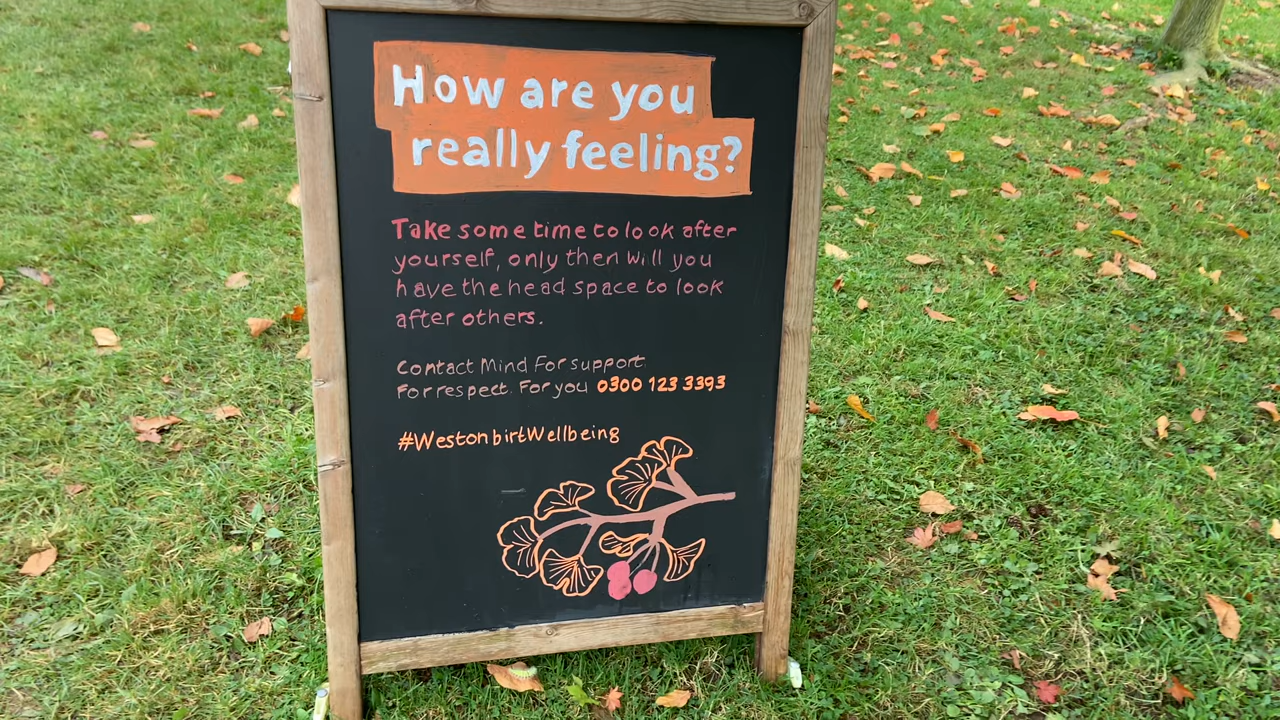 How are you
really feeling?
Take some time to look after
yourself, only then will you
have the head space to look
after others.
Contact Mind For support.
For respect. For you 0300 123 3393
#WestonbirtWellbeing